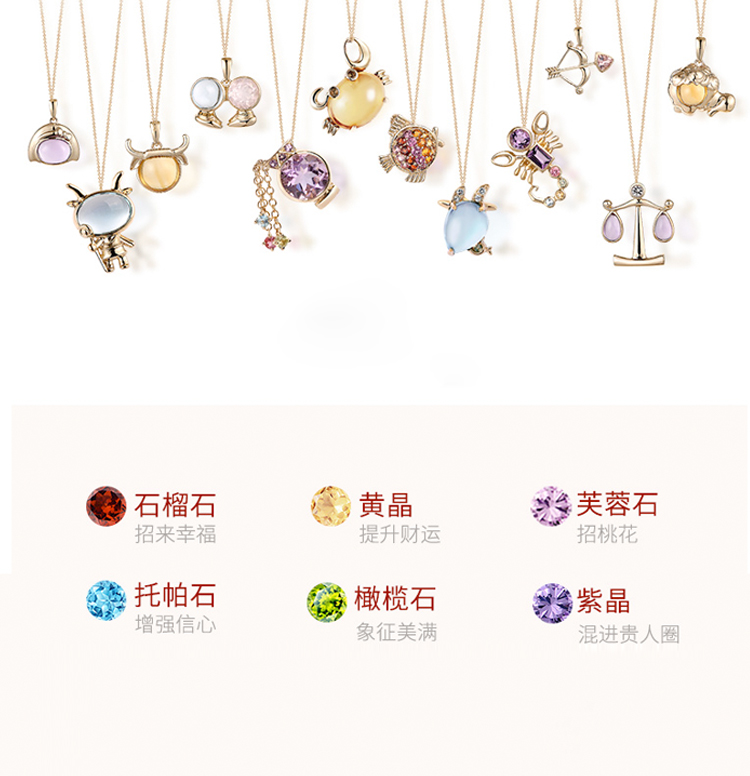 石榴石
招来幸福
黄晶
提升财运
芙蓉石
招桃花
托帕石
增强信心
橄榄石
象征美满
紫晶
混进贵人圈